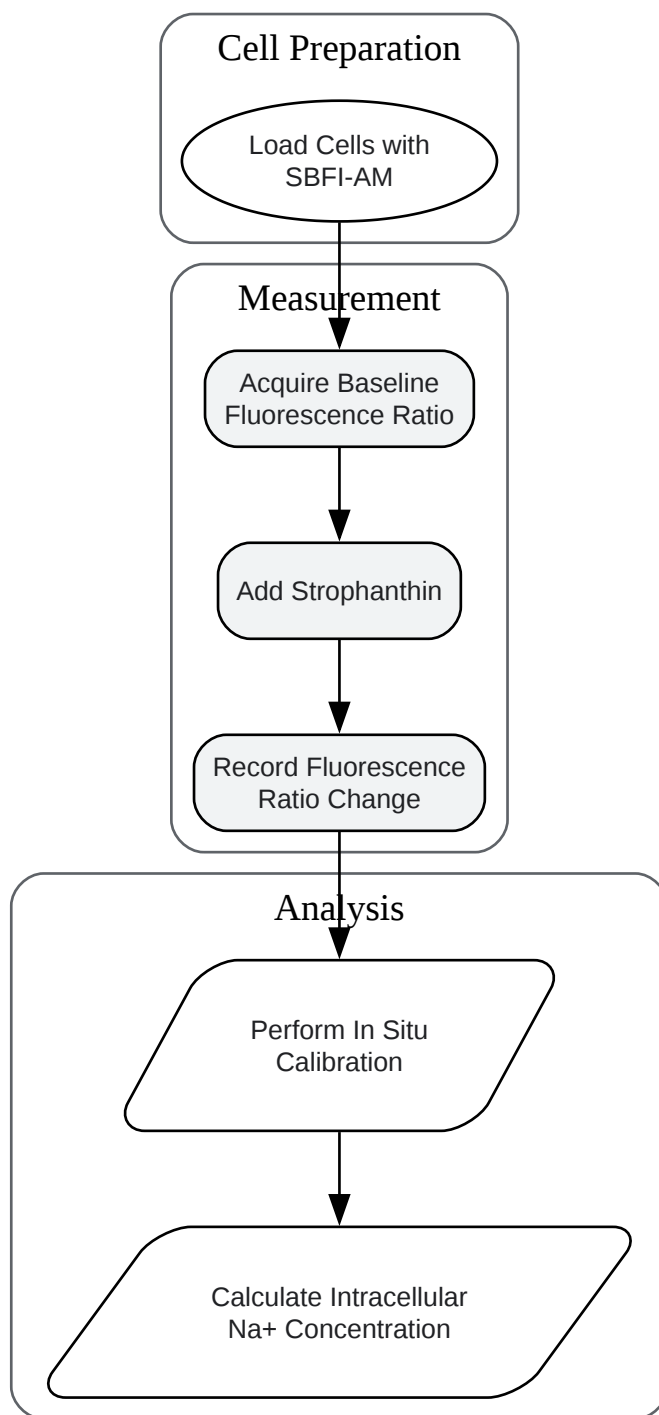 Cell Preparation
Load Cells with
SBFI-AM
Measurement
Acquire Baseline
Fluorescence Ratio
Add Strophanthin
Record Fluorescence
Ratio Change
Analysis
Perform In Situ
Calibration
Calculate Intracellular
Na+ Concentration